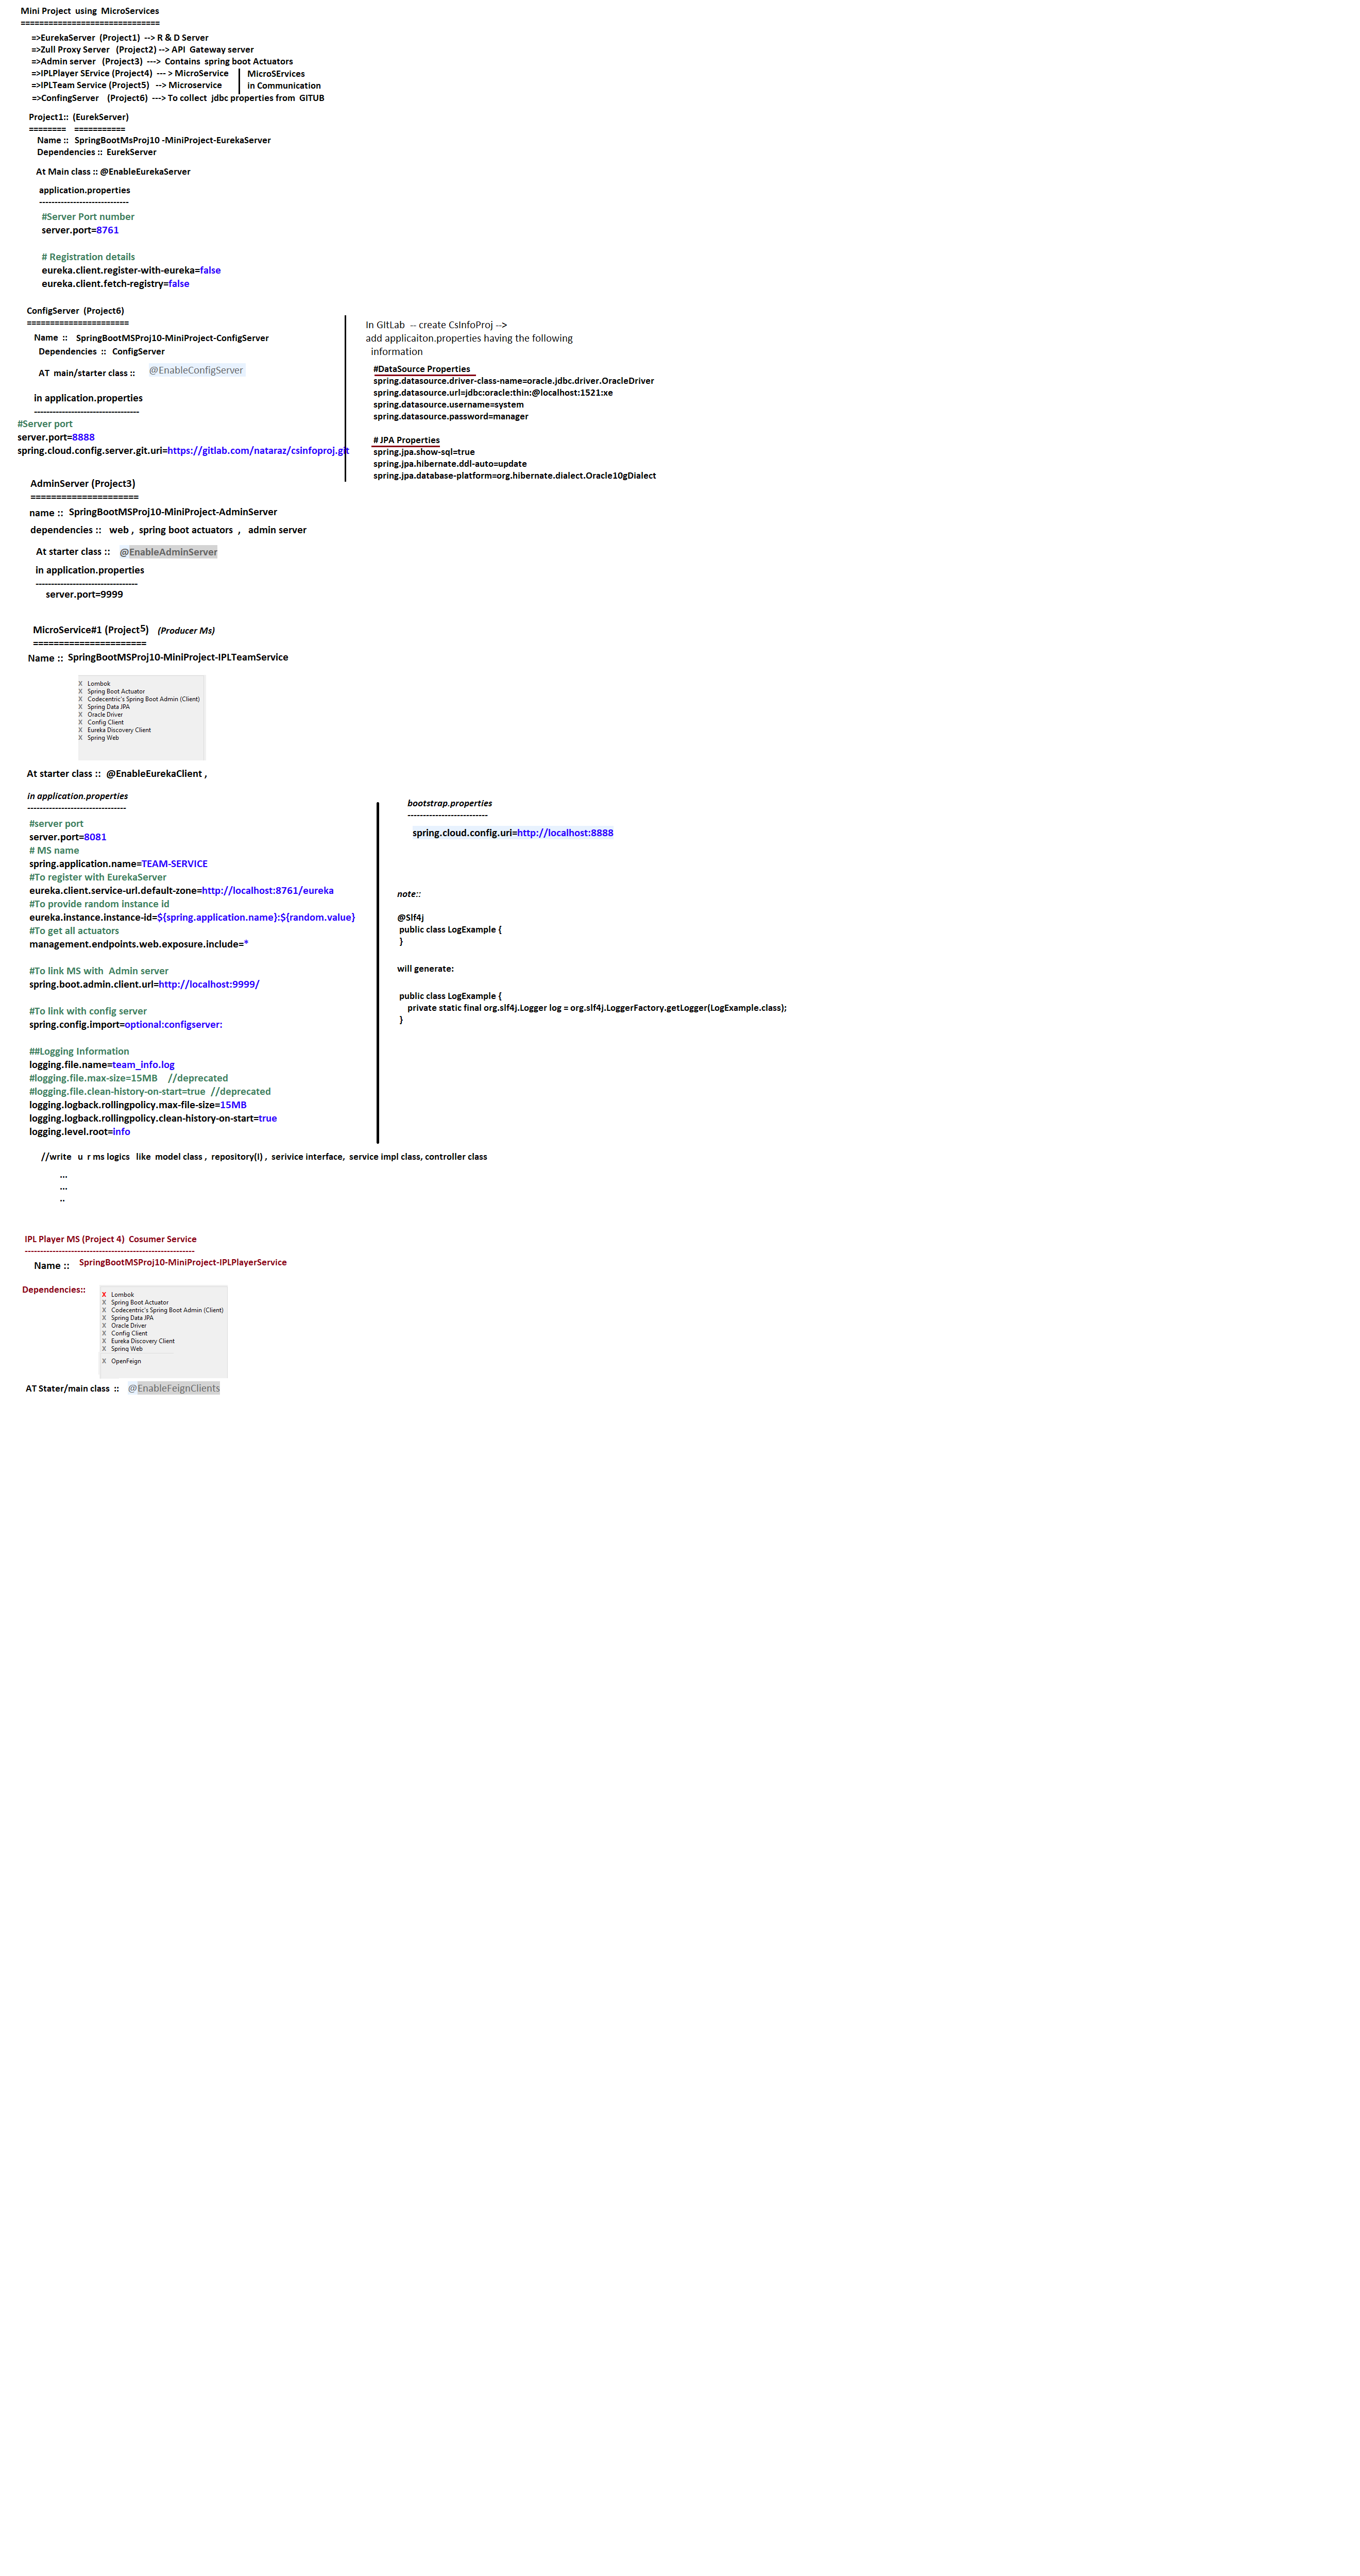 Mini Project  using  MicroServices
==============================
=>EurekaServer  (Project1)  --> R & D Server
=>Zull Proxy Server   (Project2) --> API  Gateway server
=>Admin server   (Project3)  --->  Contains  spring boot Actuators
=>IPLPlayer SErvice (Project4)  --- > MicroService
=>IPLTeam Service (Project5)   --> Microservice
MicroSErvices
in Communication
=>ConfingServer    (Project6)  ---> To collect  jdbc properties from  GITUB
Project1::  (EurekServer)
========   ===========
Name ::   SpringBootMsProj10 -MiniProject-EurekaServer
Dependencies ::  EurekServer
At Main class :: @EnableEurekaServer
application.properties
-----------------------------
#Server Port number
server.port=8761
# Registration details
eureka.client.register-with-eureka=false
eureka.client.fetch-registry=false
ConfigServer  (Project6)
======================
Name  ::   SpringBootMSProj10-MiniProject-ConfigServer
Dependencies  ::   ConfigServer
AT  main/starter class ::   @EnableConfigServer
in application.properties
----------------------------------
#Server port
server.port=8888
spring.cloud.config.server.git.uri=https://gitlab.com/nataraz/csinfoproj.git
In GItLab  -- create CsInfoProj -->
add applicaiton.properties having the following
information
#DataSource Properties
spring.datasource.driver-class-name=oracle.jdbc.driver.OracleDriver
spring.datasource.url=jdbc:oracle:thin:@localhost:1521:xe
spring.datasource.username=system
spring.datasource.password=manager
# JPA Properties
spring.jpa.show-sql=true
spring.jpa.hibernate.ddl-auto=update
spring.jpa.database-platform=org.hibernate.dialect.Oracle10gDialect
AdminServer (Project3)
=====================
name ::  SpringBootMSProj10-MiniProject-AdminServer
dependencies ::   web ,  spring boot actuators  ,   admin server
At starter class ::   @EnableAdminServer
in application.properties
---------------------------------
server.port=9999
MicroService#1 (Project5)   (Producer Ms)
======================
Name ::  SpringBootMSProj10-MiniProject-IPLTeamService
X Lombok
X Spring Boot Actuator
X Codecentric's Spring Boot Admin (Client)
X Spring Data JPA
X Oracle Driver
X Config Client
X Eureka Discovery Client
X Spring Web
At starter class ::  @EnableEurekaClient ,
in application.properties
--------------------------------
#server port
server.port=8081
# MS name
spring.application.name=TEAM-SERVICE
#To register with EurekaServer
eureka.client.service-url.default-zone=http://localhost:8761/eureka
#To provide random instance id
eureka.instance.instance-id=${spring.application.name}:${random.value}
#To get all actuators
management.endpoints.web.exposure.include=*
#To link MS with  Admin server
spring.boot.admin.client.url=http://localhost:9999/
#To link with config server
spring.config.import=optional:configserver:
##Logging Information
logging.file.name=team_info.log
#logging.file.max-size=15MB    //deprecated
#logging.file.clean-history-on-start=true  //deprecated
logging.logback.rollingpolicy.max-file-size=15MB
logging.logback.rollingpolicy.clean-history-on-start=true
logging.level.root=info
bootstrap.properties
--------------------------
spring.cloud.config.uri=http://localhost:8888
note::
@Slf4j
public class LogExample {
}
will generate:
public class LogExample {
private static final org.slf4j.Logger log = org.slf4j.LoggerFactory.getLogger(LogExample.class);
}
//write   u  r ms logics   like  model class ,  repository(I) ,  serivice interface,  service impl class, controller class
...
...
..
IPL Player MS (Project 4)  Cosumer Service
-------------------------------------------------------
Name ::   SpringBootMSProj10-MiniProject-IPLPlayerService
Dependencies::
X Lombok
X Spring Boot Actuator
X Codecentric's Spring Boot Admin (Client)
X Spring Data JPA
X Oracle Driver
X Config Client
X Eureka Discovery Client
X Spring Web
X OpenFeign
AT Stater/main class  ::   @EnableFeignClients